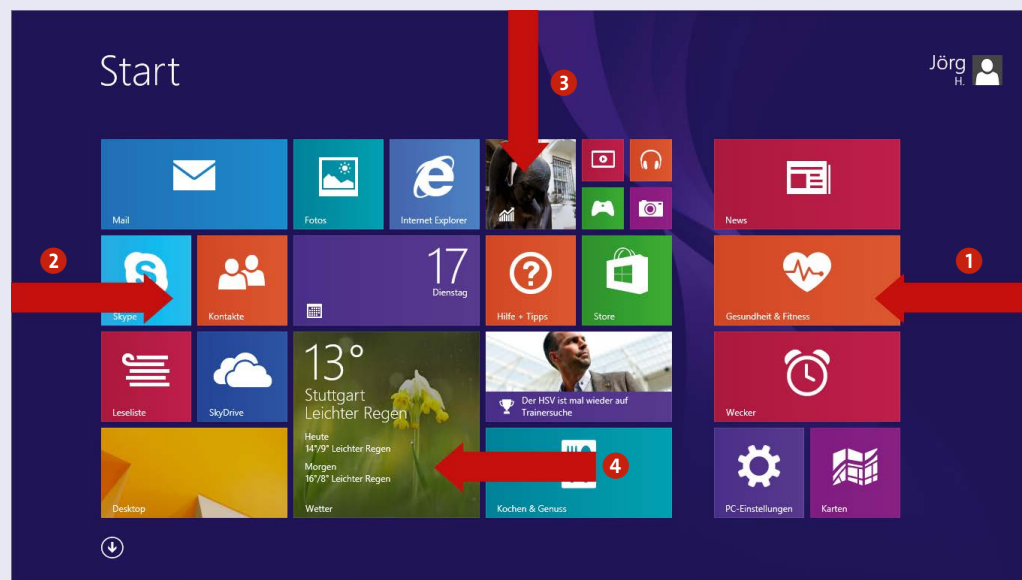 Start
Jörg
H.
3
Mail
Fotos
Internet Explorer
News
2
1
Skype
Kontakte
17
Dienstag
Hilfe + Tipps
Store
Gesundheit & Fitness
Leseliste
SkyDrive
13°
Stuttgart
Leichter Regen
Heute
14°/9° Leichter Regen
Morgen
16°/8° Leichter Regen
Wetter
Der HSV ist mal wieder auf
Trainersuche
Wecker
4
Desktop
Kochen & Genuss
PC-Einstellungen
Karten